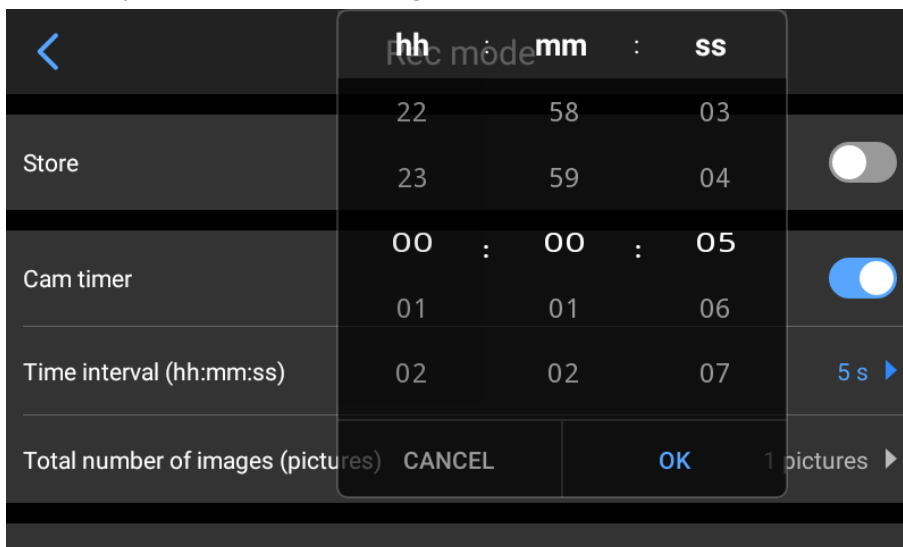 Rec mode
hh : mm : ss
22 58 03
Store
23 59 04
00 : 00 : 05
Cam timer
01 01 06
Time interval (hh:mm:ss) 02 02 07 5 s
Total number of images (pictures) CANCEL OK 1 pictures